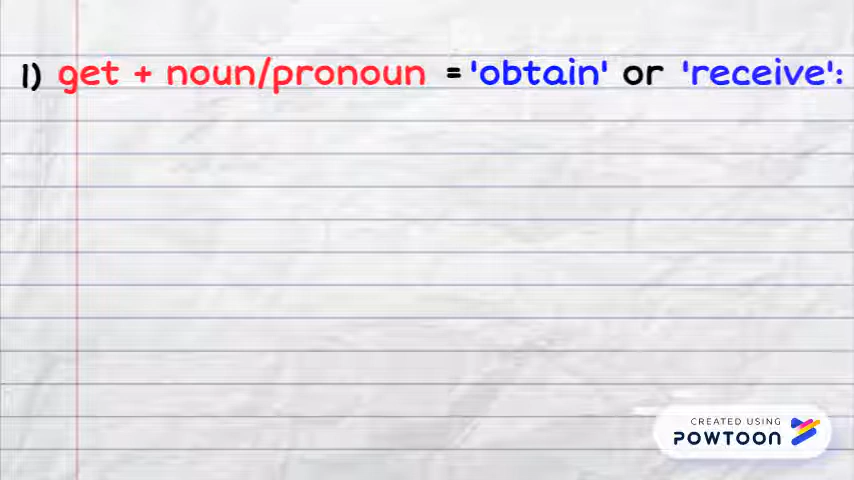 1) get + noun/pronoun = 'obtain' or 'receive':
CREATED USING
POWTOON